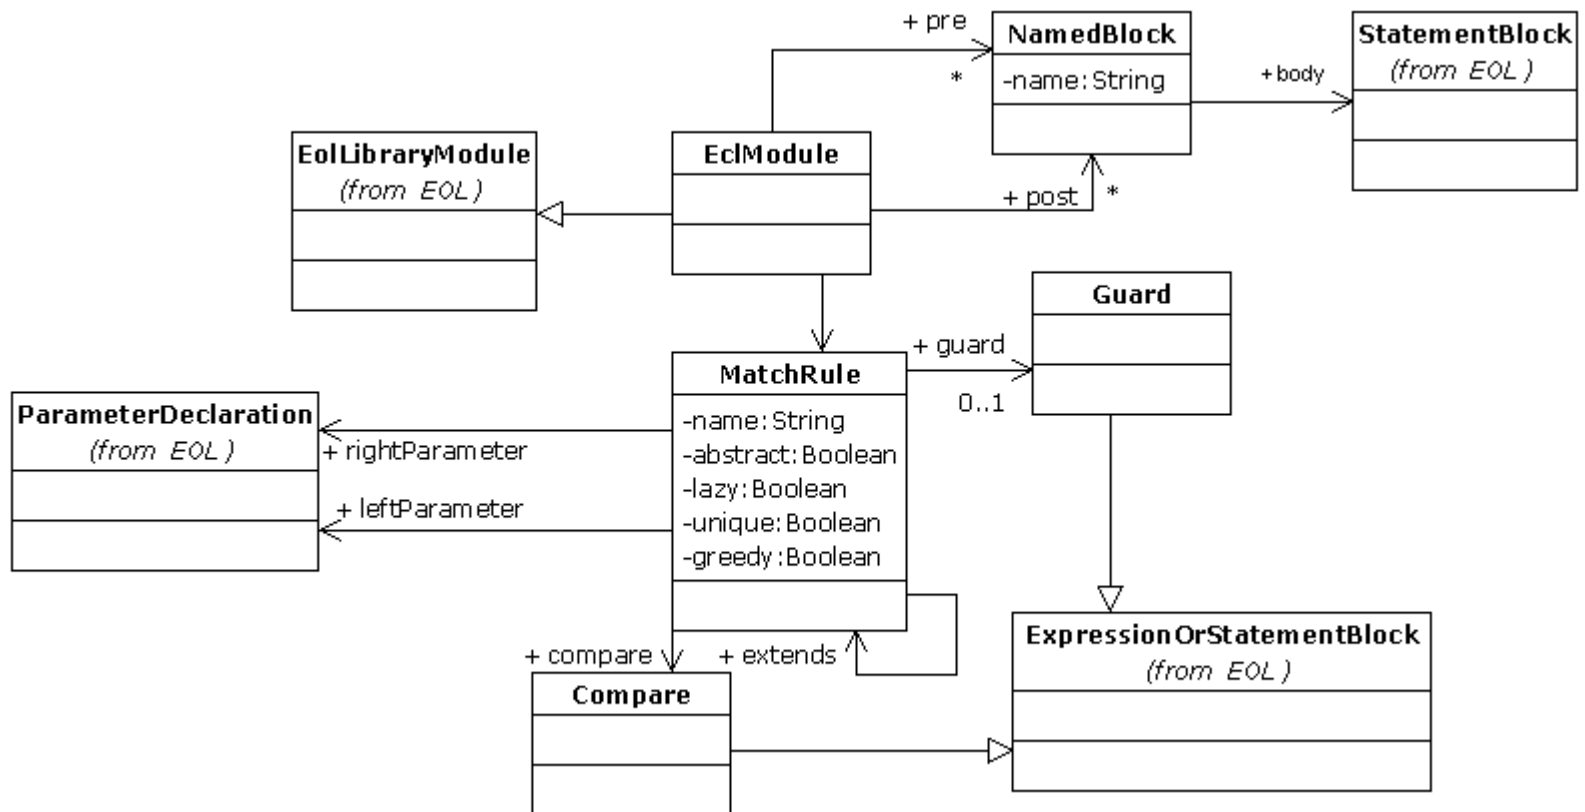 + pre
*
NamedBlock
-name:String
StatementBlock
(from EOL)
+body
EolLibraryModule
(from EOL)
EclModule
+ post
*
Guard
MatchRule
-name:String
-abstract:Boolean
-lazy:Boolean
-unique:Boolean
-greedy:Boolean
+ guard
0..1
ParameterDeclaration
(from EOL)
+ rightParameter
+ leftParameter
+ compare
+ extends
ExpressionOrStatementBlock
(from EOL)
Compare